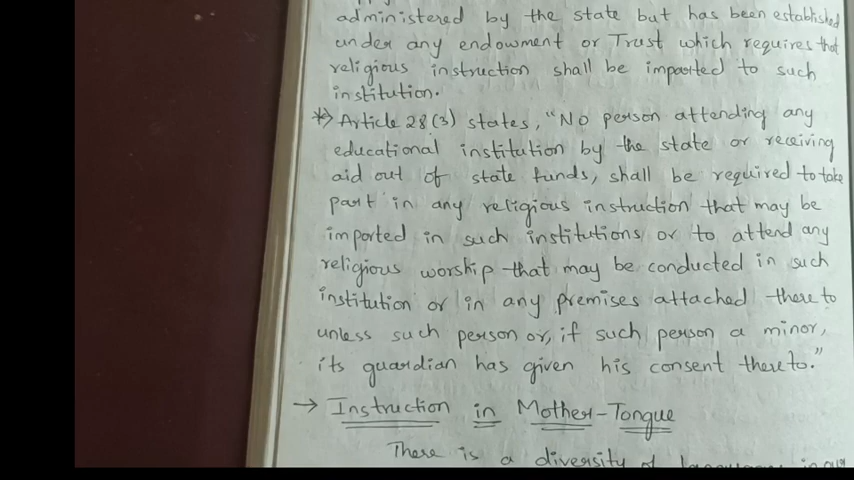 administered by the state but has been established
under any endowment or Trust which requires that
religious instruction shall be imparted to such
institution.
*) Article 28(3) states, "No person attending any
educational institution by the state or receiving
aid out of state funds, shall be required to take
part in any religious instruction that may be
imported in such institutions or to attend any
religious worship that may be conducted in such
institution or in any premises attached there to
unless such person or, if such person a minor,
its guardian has given his consent there to."
→ Instruction in Mother-Tongue
There is a diversity of